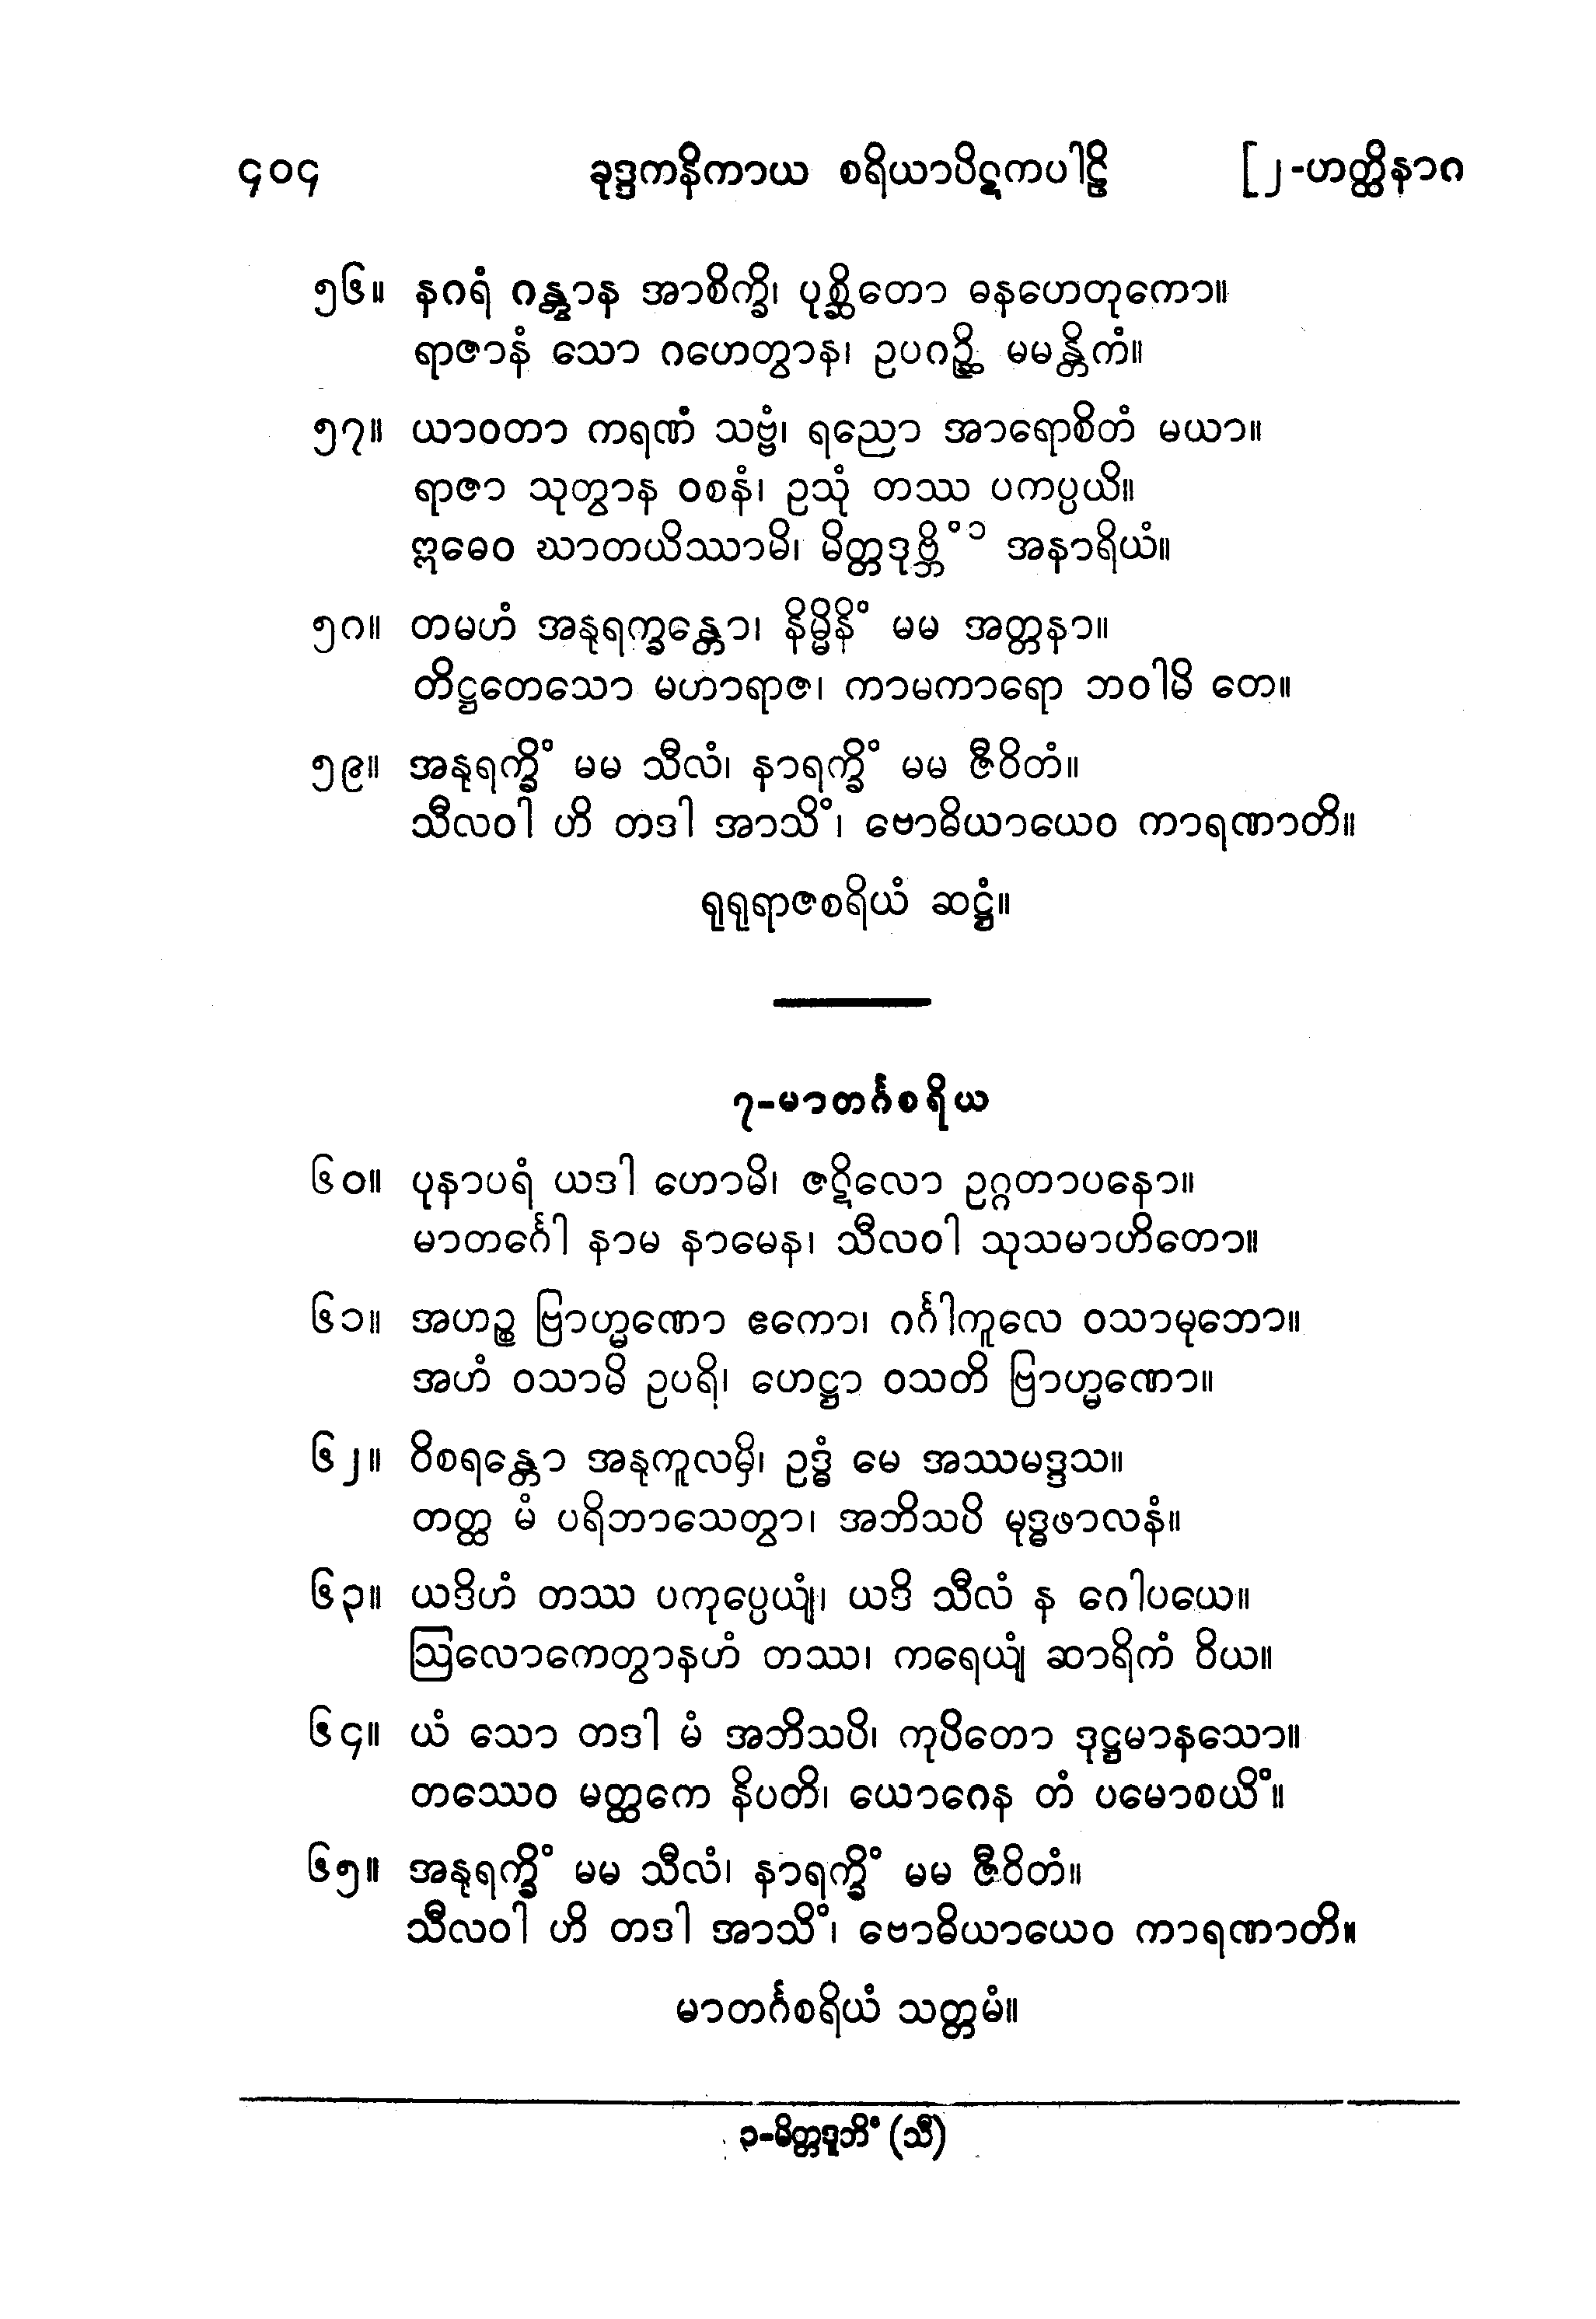 ၄၀၄ ခုဒ္ဒကနိကာယ စရိယာပိဋကပါဠိ [၂-ဟတ္ထိနာဂ
၅၆။ နဂရံ ဂန္တွာန အာစိက္ခိ၊ ပုစ္ဆိတော ဓနဟေတုကော။
ရာဇာနံ သော ဂဟေတွာန၊ ဥပဂဉ္ဆိ မမန္တိကံ။
၅၇။ ယာဝတာ ကရဏံ သဗ္ဗံ၊ ရညော အာရောစိတံ မယာ။
ရာဇာ သုတွာန ဝစနံ၊ ဥသုံ တဿ ပကပ္ပယိ။
ဣဓေဝ ဃာတယိဿာမိ၊ မိတ္တဒုဗ္ဘိံ ၁ အနာရိယံ။
၅၈။ တမဟံ အနုရက္ခန္တော၊ နိမ္မိနိံ မမ အတ္တနာ။
တိဋ္ဌတေသော မဟာရာဇ၊ ကာမကာရော ဘဝါမိ တေ။
၅၉။ အနုရက္ခိံ မမ သီလံ၊ နာရက္ခိံ မမ ဇီဝိတံ။
သီလဝါ ဟိ တဒါ အာသိံ၊ ဗောဓိယာယေဝ ကာရဏာတိ။
ရုရုရာဇစရိယံ ဆဋ္ဌံ။
၇-မာတင်္ဂစရိယ
၆၀။ ပုနာပရံ ယဒါ ဟောမိ၊ ဇဋိလော ဥဂ္ဂတာပနော။
မာတင်္ဂေါ နာမ နာမေန၊ သီလဝါ သုသမာဟိတော။
၆၁။ အဟဉ္စ ဗြာဟ္မဏော ဧကော၊ ဂင်္ဂါကူလေ ဝသာမုဘော။
အဟံ ဝသာမိ ဥပရိ၊ ဟေဋ္ဌာ ဝသတိ ဗြာဟ္မဏော။
၆၂။ ဝိစရန္တော အနုကူလမှိ၊ ဥဒ္ဓံ မေ အဿမဒ္ဒသ။
တတ္ထ မံ ပရိဘာသေတွာ၊ အဘိသပိ မုဒ္ဓဖာလနံ။
၆၃။ ယဒိဟံ တဿ ပကုပ္ပေယျံ၊ ယဒိ သီလံ န ဂေါပယေ။
ဩလောကေတွာနဟံ တဿ၊ ကရေယျံ ဆာရိကံ ဝိယ။
၆၄။ ယံ သော တဒါ မံ အဘိသပိ၊ ကုပိတော ဒုဋ္ဌမာနသော။
တဿေဝ မတ္ထကေ နိပတိ၊ ယောဂေန တံ ပမောစယိံ။
၆၅။ အနုရက္ခိံ မမ သီလံ၊ နာရက္ခိံ မမ ဇီဝိတံ။
သီလဝါ ဟိ တဒါ အာသိံ၊ ဗောဓိယာယေဝ ကာရဏာတိ။
မာတင်္ဂစရိယံ သတ္တမံ။
၁-မိတ္တဒူဘိံ (သီ)